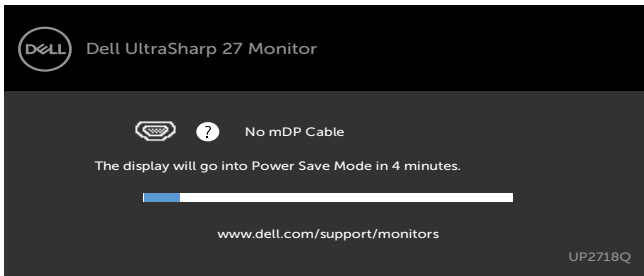 DELL
Dell UltraSharp 27 Monitor
? No mDP Cable
The display will go into Power Save Mode in 4 minutes.
www.dell.com/support/monitors
UP2718Q